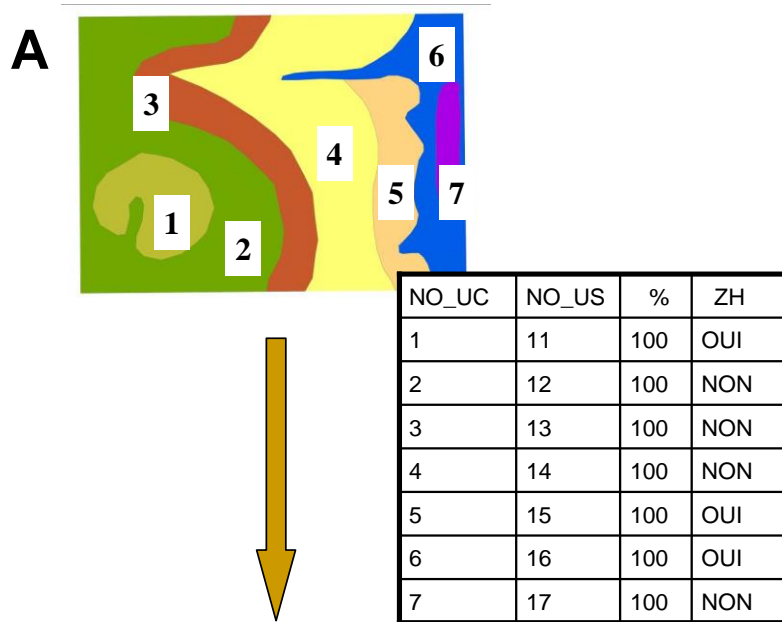 A
6
3
4
5
7
1
2
NO_UC NO_US % ZH
1 11 100 OUI
2 12 100 NON
3 13 100 NON
4 14 100 NON
5 15 100 OUI
6 16 100 OUI
7 17 100 NON